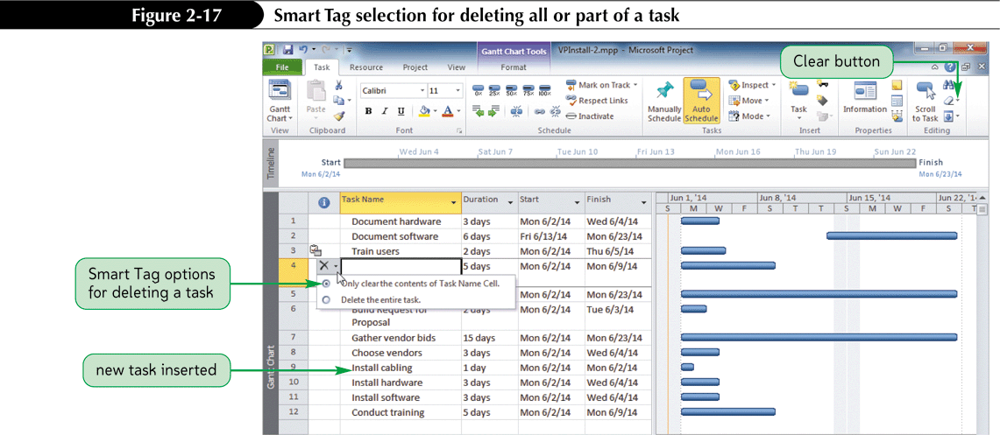 Figure 2-17 Smart Tag selection for deleting all or part of a task
Gantt Chart Tools VPInstall-2.mpp - Microsoft Project
Clear button
File Task Resource Project View Format
Gantt Chart
Paste
Calibri 11
B I U A
0× 25× 50× 75× 100×
Mark on Track
Respect Links
Inactivate
Manually Schedule
Auto Schedule
Inspect
Move
Mode
Task
Information
Scroll to Task
View Clipboard Font Schedule Tasks Insert Properties Editing
Timeline
Wed Jun 4 Sat Jun 7 Tue Jun 10 Fri Jun 13 Mon Jun 16 Thu Jun 19 Sun Jun 22
Start Finish
Mon 6/2/14 Mon 6/23/14
Task Name Duration Start Finish
Jun 1, '14 Jun 8, '14 Jun 15, '14 Jun 22, '14
S M W F S T T S M W F S T
1 Document hardware 3 days Mon 6/2/14 Wed 6/4/14
2 Document software 6 days Fri 6/13/14 Mon 6/23/14
3 Train users 2 days Mon 6/2/14 Thu 6/5/14
4 5 days Mon 6/2/14 Mon 6/9/14
Smart Tag options
for deleting a task
Only clear the contents of Task Name Cell.
Delete the entire task.
5 Mon 6/2/14 Mon 6/23/14
6 Build Request for Proposal 2 days Mon 6/2/14 Tue 6/3/14
7 Gather vendor bids 15 days Mon 6/2/14 Mon 6/23/14
8 Choose vendors 3 days Mon 6/2/14 Wed 6/4/14
new task inserted
9 Install cabling 1 day Mon 6/2/14 Mon 6/2/14
10 Install hardware 3 days Mon 6/2/14 Wed 6/4/14
11 Install software 3 days Mon 6/2/14 Wed 6/4/14
12 Conduct training 5 days Mon 6/2/14 Mon 6/9/14
Gantt Chart